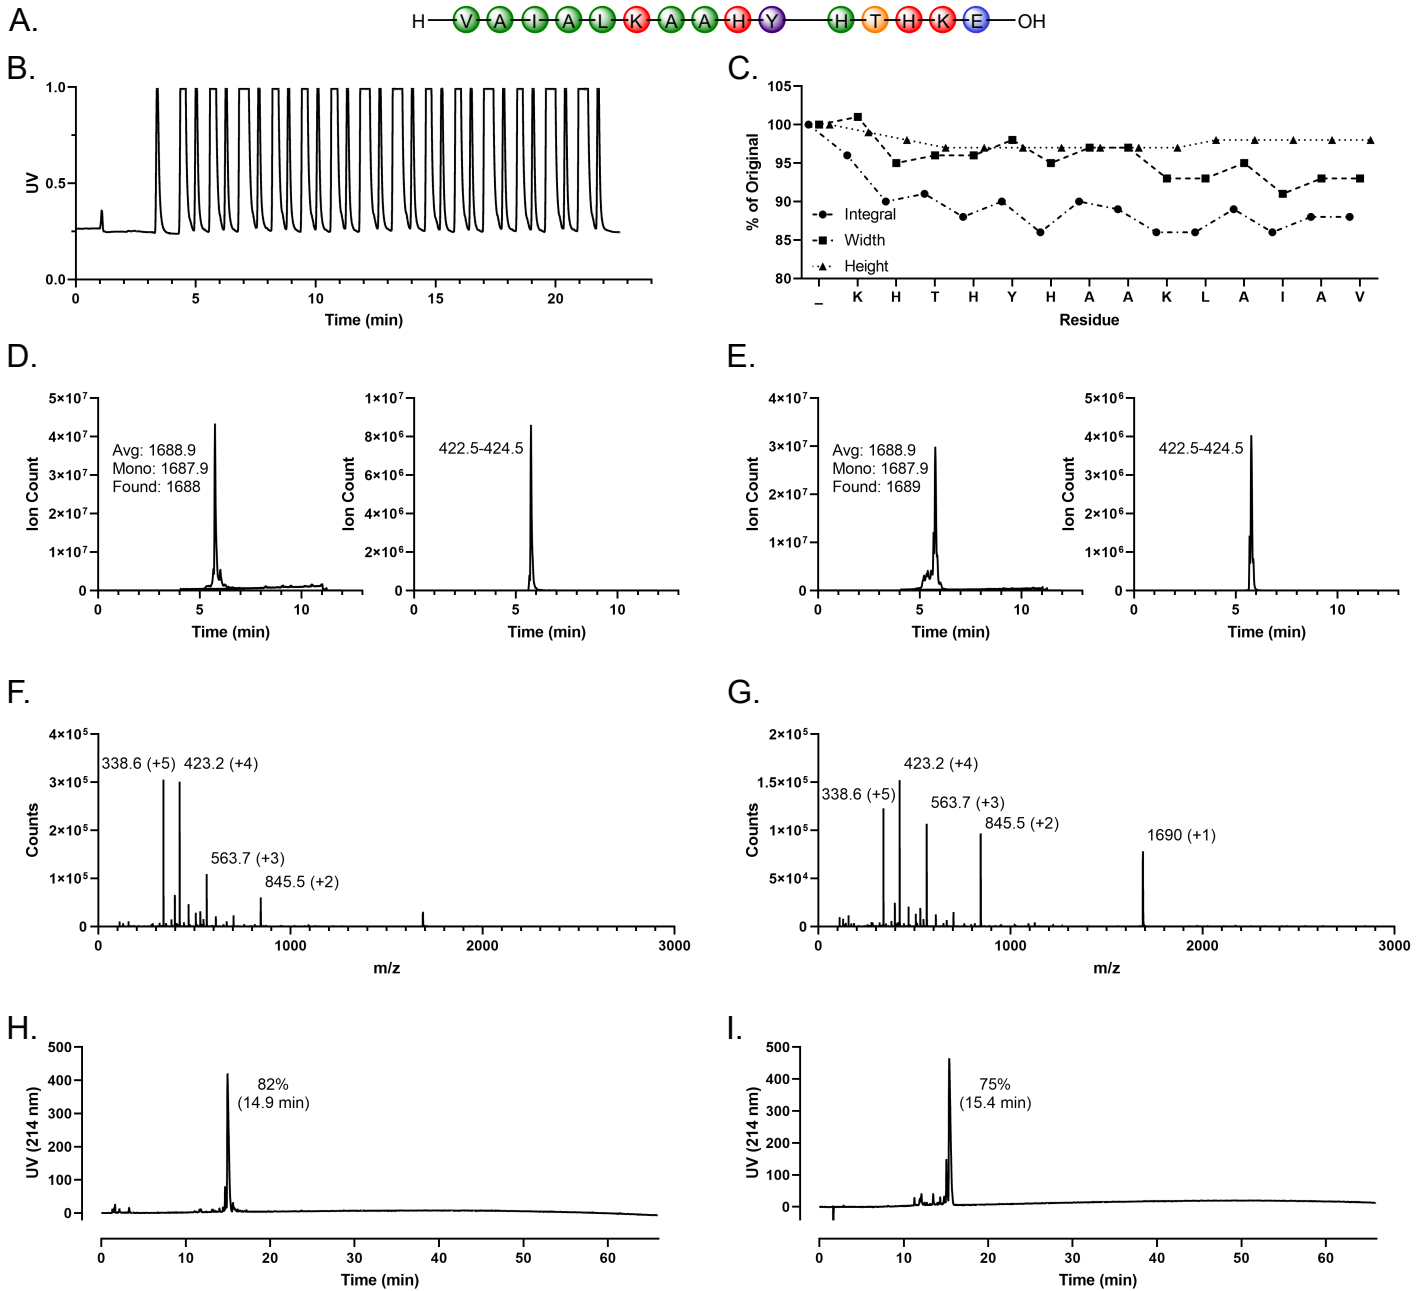 A.
H V A I A L K A A H Y H T H K E OH
B.
1.0
0.5
0.0
UV
0 5 10 15 20
Time (min)
C.
105
100
95
90
85
80
% of Original
Integral
Width
Height
_ K H T H Y H A A K L A I A V
Residue
D.
5×10⁷
4×10⁷
3×10⁷
2×10⁷
1×10⁷
0
Ion Count
Avg: 1688.9
Mono: 1687.9
Found: 1688
0 5 10
Time (min)
1×10⁷
8×10⁶
6×10⁶
4×10⁶
2×10⁶
0
Ion Count
422.5-424.5
0 5 10
Time (min)
E.
4×10⁷
3×10⁷
2×10⁷
1×10⁷
0
Ion Count
Avg: 1688.9
Mono: 1687.9
Found: 1689
0 5 10
Time (min)
5×10⁶
4×10⁶
3×10⁶
2×10⁶
1×10⁶
0
Ion Count
422.5-424.5
0 5 10
Time (min)
F.
4×10⁵
3×10⁵
2×10⁵
1×10⁵
0
Counts
338.6 (+5) 423.2 (+4)
563.7 (+3)
845.5 (+2)
0 1000 2000 3000
m/z
G.
2×10⁵
1.5×10⁵
1×10⁵
5×10⁴
0
Counts
423.2 (+4)
338.6 (+5)
563.7 (+3)
845.5 (+2)
1690 (+1)
0 1000 2000 3000
m/z
H.
500
400
300
200
100
0
UV (214 nm)
82%
(14.9 min)
0 10 20 30 40 50 60
Time (min)
I.
500
400
300
200
100
0
UV (214 nm)
75%
(15.4 min)
0 10 20 30 40 50 60
Time (min)